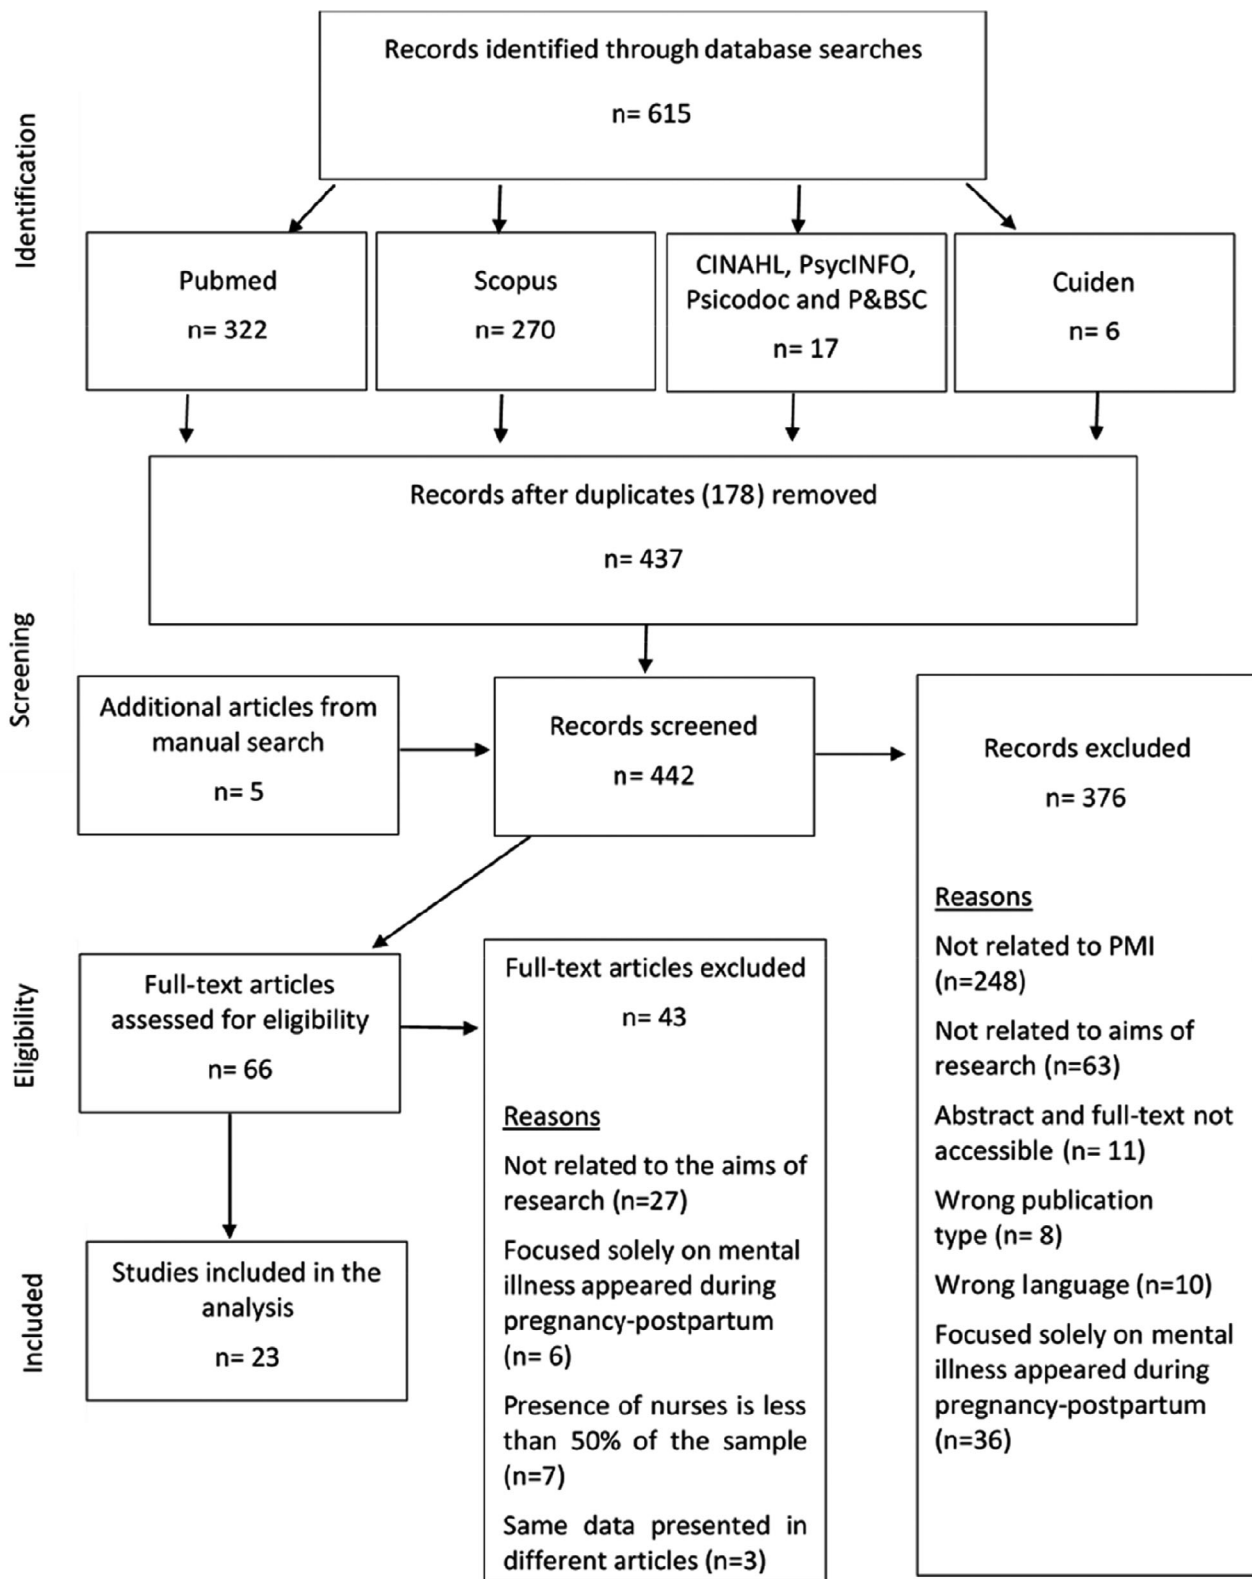 Identification
Records identified through database searches
n= 615
Pubmed
n= 322
Scopus
n= 270
CINAHL, PsycINFO,
Psicodoc and P&BSC
n= 17
Cuiden
n= 6
Screening
Records after duplicates (178) removed
n= 437
Additional articles from
manual search
n= 5
Records screened
n= 442
Records excluded
n= 376
Reasons
Not related to PMI
(n=248)
Not related to aims of
research (n=63)
Abstract and full-text not
accessible (n= 11)
Wrong publication
type (n= 8)
Wrong language (n=10)
Focused solely on mental
illness appeared during
pregnancy-postpartum
(n=36)
Eligibility
Full-text articles
assessed for eligibility
n= 66
Full-text articles excluded
n= 43
Reasons
Not related to the aims of
research (n=27)
Focused solely on mental
illness appeared during
pregnancy-postpartum
(n= 6)
Presence of nurses is less
than 50% of the sample
(n=7)
Same data presented in
different articles (n=3)
Included
Studies included in the
analysis
n= 23